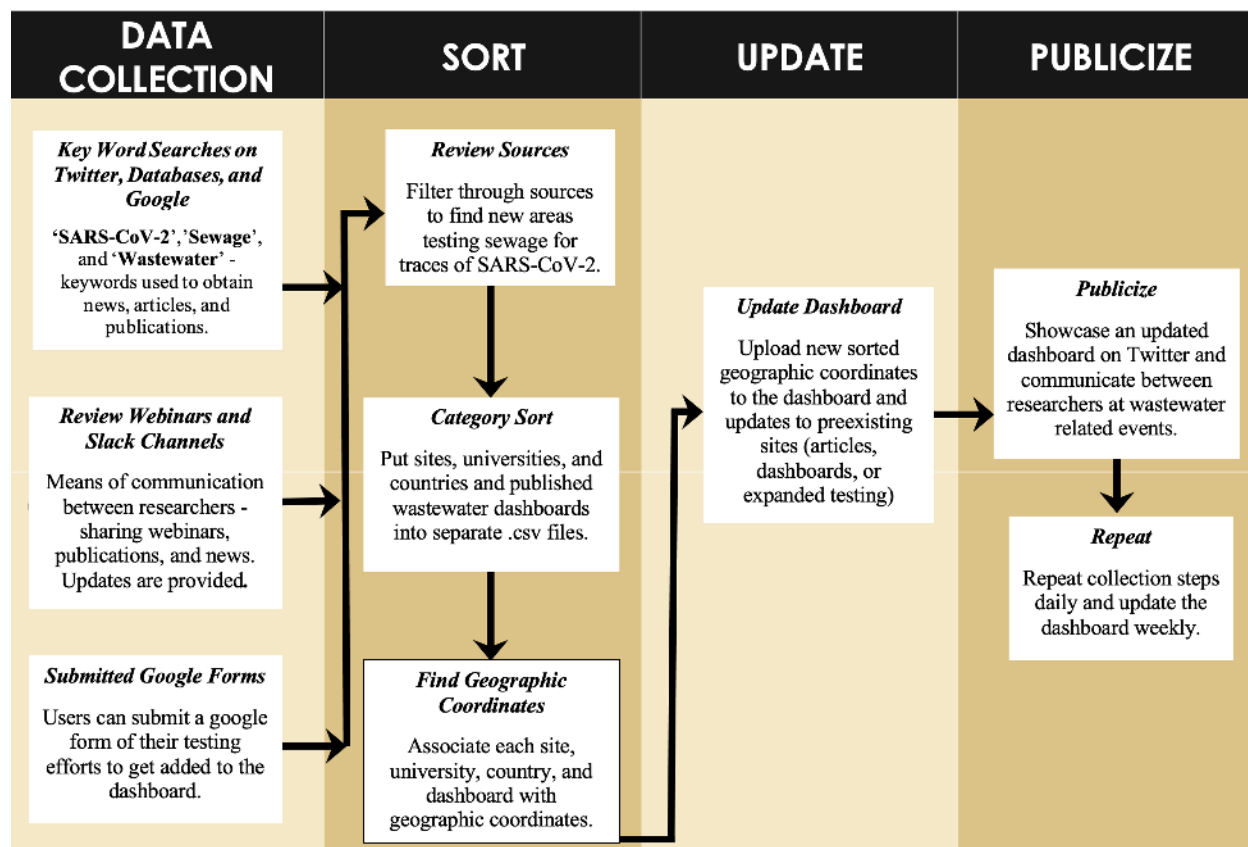 DATA
COLLECTION
SORT
UPDATE
PUBLICIZE
Key Word Searches on
Twitter, Databases, and
Google
‘SARS-CoV-2’,’Sewage’,
and ‘Wastewater’ -
keywords used to obtain
news, articles, and
publications.
Review Webinars and
Slack Channels
Means of communication
between researchers -
sharing webinars,
publications, and news.
Updates are provided.
Submitted Google Forms
Users can submit a google
form of their testing
efforts to get added to the
dashboard.
Review Sources
Filter through sources
to find new areas
testing sewage for
traces of SARS-CoV-2.
Category Sort
Put sites, universities, and
countries and published
wastewater dashboards
into separate .csv files.
Find Geographic
Coordinates
Associate each site,
university, country, and
dashboard with
geographic coordinates.
Update Dashboard
Upload new sorted
geographic coordinates
to the dashboard and
updates to preexisting
sites (articles,
dashboards, or
expanded testing)
Publicize
Showcase an updated
dashboard on Twitter and
communicate between
researchers at wastewater
related events.
Repeat
Repeat collection steps
daily and update the
dashboard weekly.